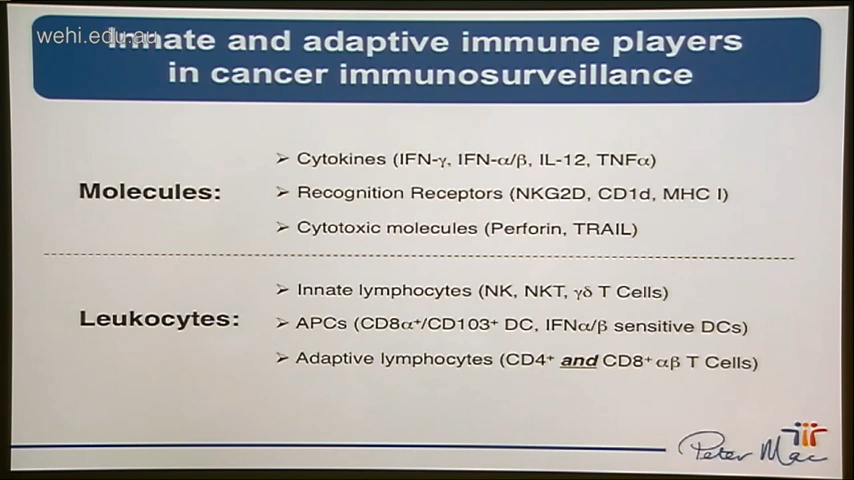 wehi.edu.au
Innate and adaptive immune players
in cancer immunosurveillance
Molecules:
➢ Cytokines (IFN-γ, IFN-α/β, IL-12, TNFα)
➢ Recognition Receptors (NKG2D, CD1d, MHC I)
➢ Cytotoxic molecules (Perforin, TRAIL)
Leukocytes:
➢ Innate lymphocytes (NK, NKT, γδ T Cells)
➢ APCs (CD8α⁺/CD103⁺ DC, IFNα/β sensitive DCs)
➢ Adaptive lymphocytes (CD4⁺ and CD8⁺ αβ T Cells)
Peter Mac